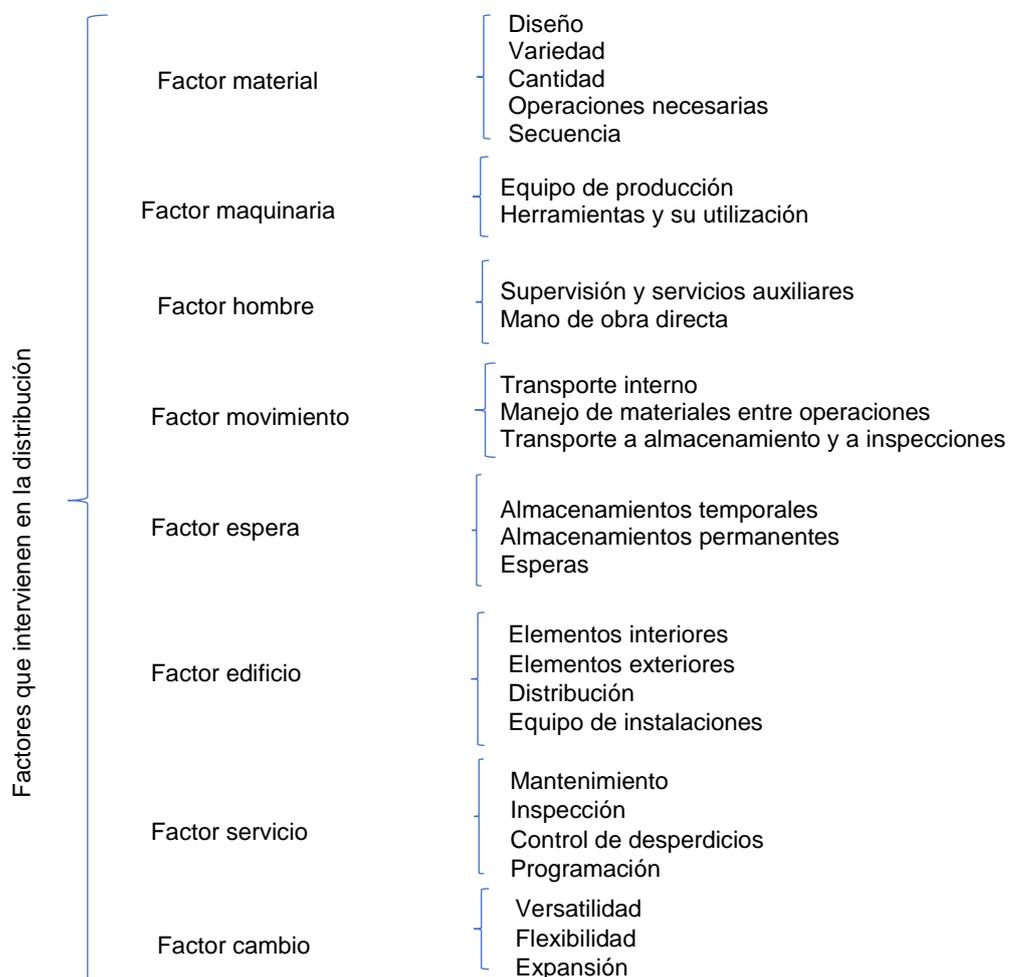 Factores que intervienen en la distribución
Factor material
Diseño
Variedad
Cantidad
Operaciones necesarias
Secuencia
Factor maquinaria
Equipo de producción
Herramientas y su utilización
Factor hombre
Supervisión y servicios auxiliares
Mano de obra directa
Factor movimiento
Transporte interno
Manejo de materiales entre operaciones
Transporte a almacenamiento y a inspecciones
Factor espera
Almacenamientos temporales
Almacenamientos permanentes
Esperas
Factor edificio
Elementos interiores
Elementos exteriores
Distribución
Equipo de instalaciones
Factor servicio
Mantenimiento
Inspección
Control de desperdicios
Programación
Factor cambio
Versatilidad
Flexibilidad
Expansión